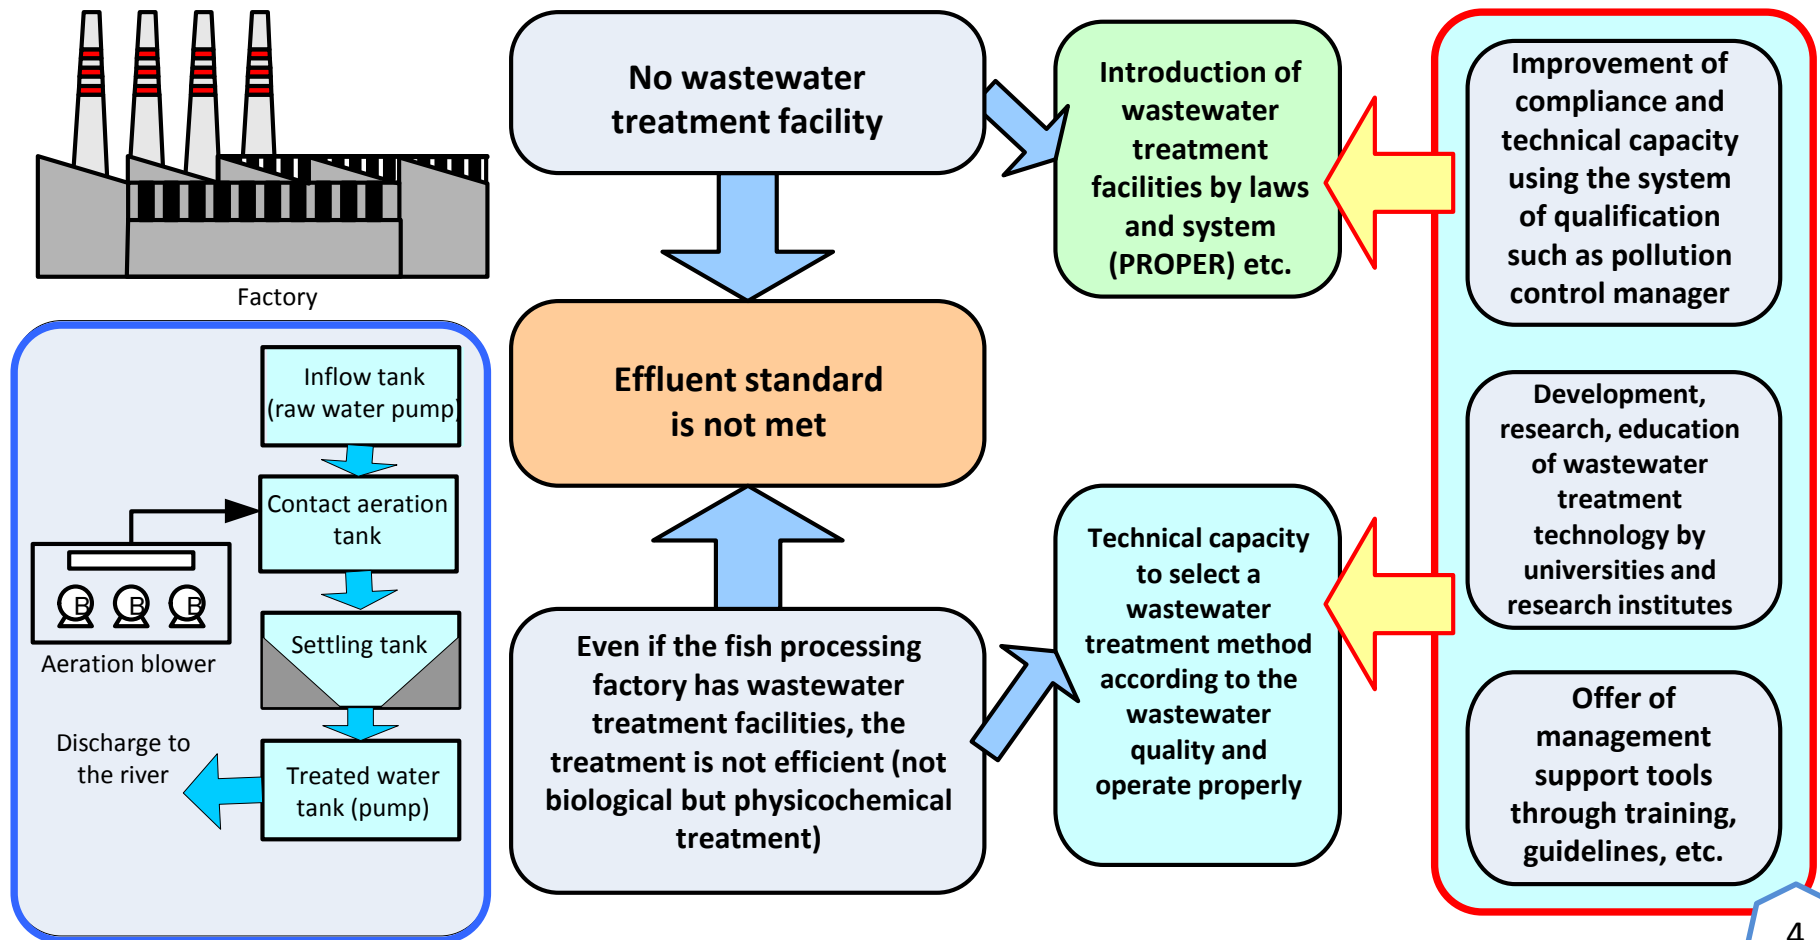 Factory
Inflow tank
(raw water pump)
Contact aeration
tank
B B B
Aeration blower
Settling tank
Discharge to
the river
Treated water
tank (pump)
No wastewater
treatment facility
Effluent standard
is not met
Even if the fish processing
factory has wastewater
treatment facilities, the
treatment is not efficient (not
biological but physicochemical
treatment)
Introduction of
wastewater
treatment
facilities by laws
and system
(PROPER) etc.
Technical capacity
to select a
wastewater
treatment method
according to the
wastewater
quality and
operate properly
Improvement of
compliance and
technical capacity
using the system
of qualification
such as pollution
control manager
Development,
research, education
of wastewater
treatment
technology by
universities and
research institutes
Offer of
management
support tools
through training,
guidelines, etc.
4